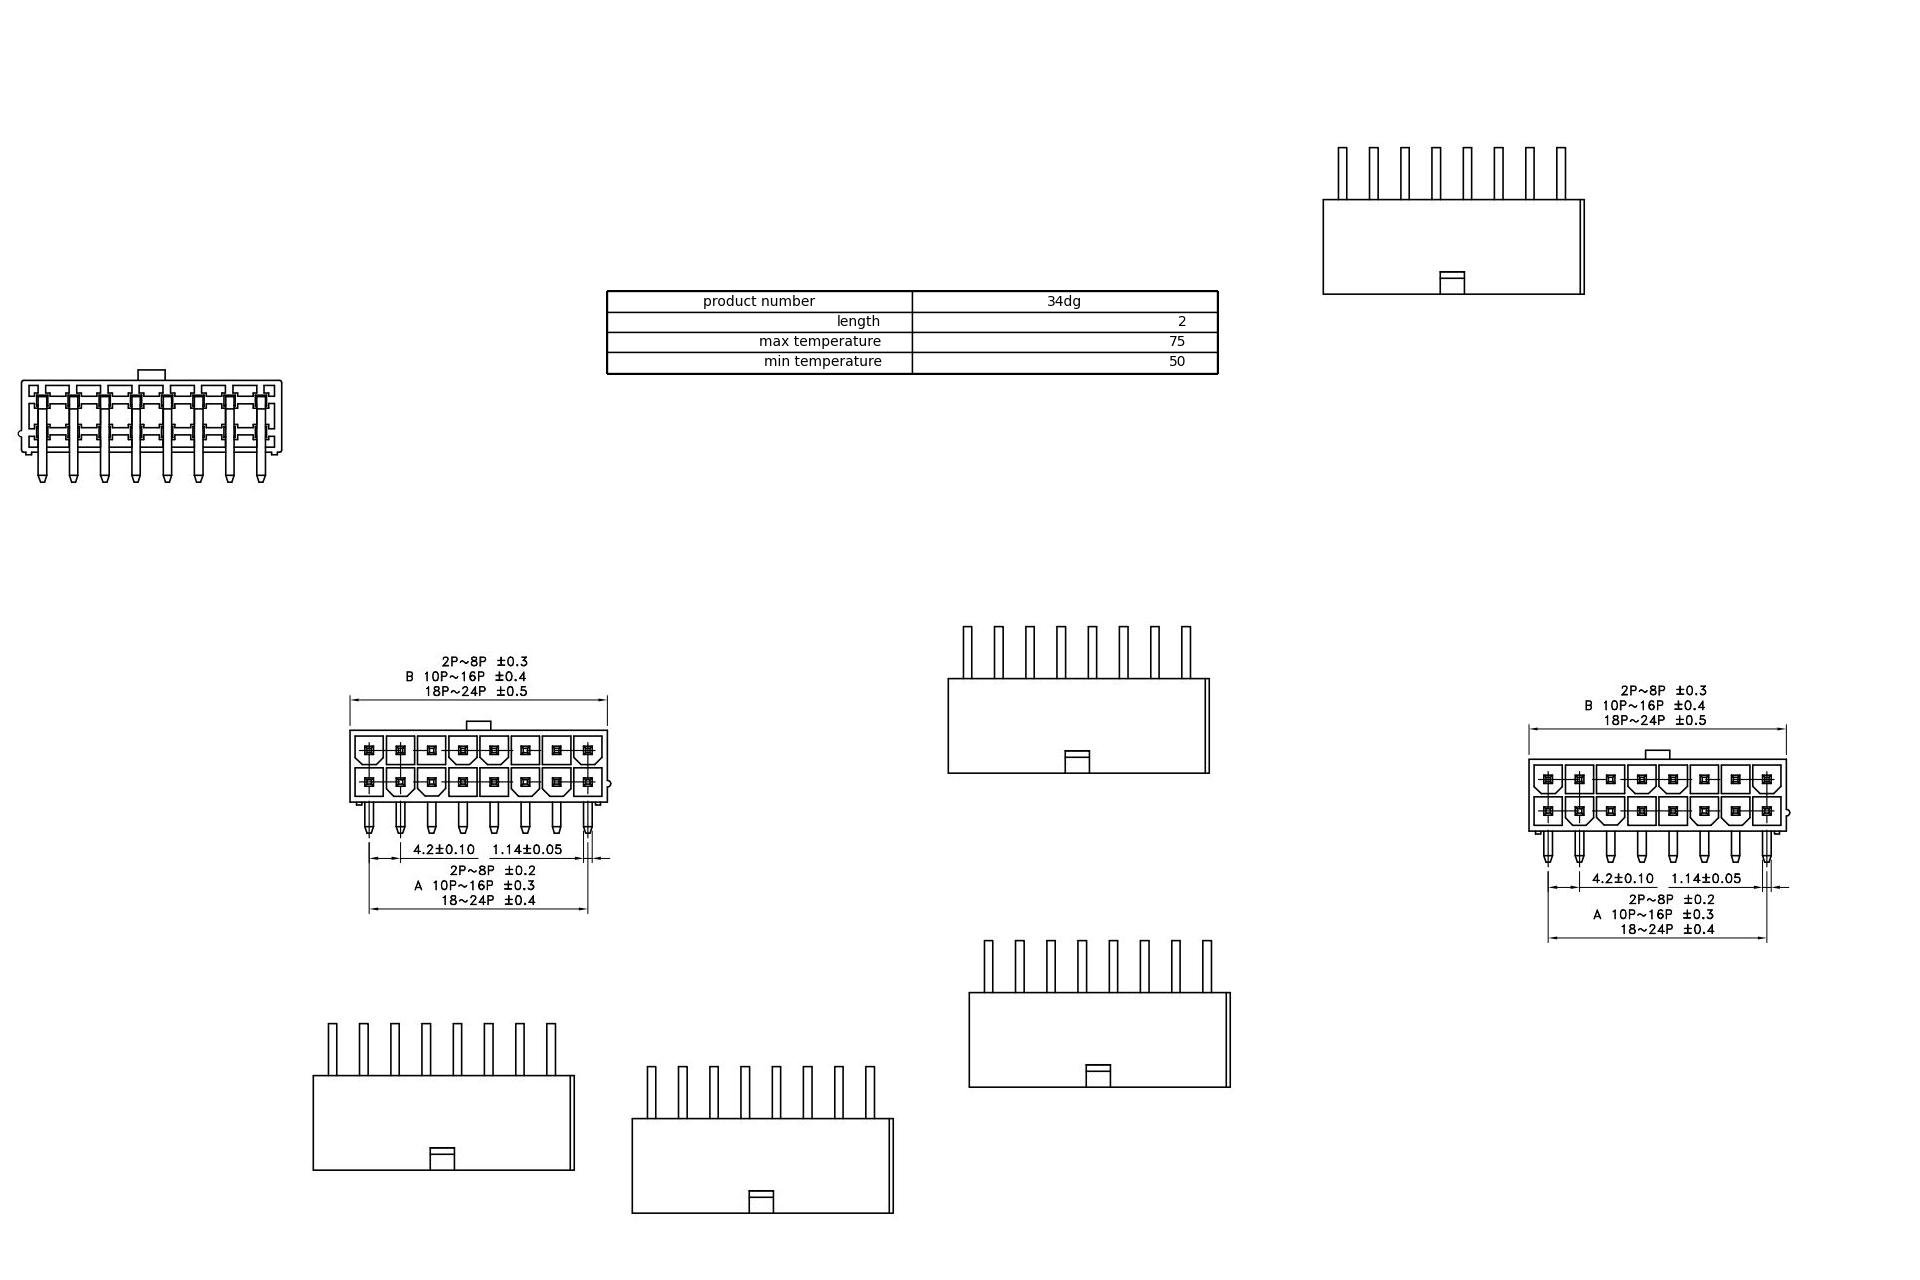 product number 34dg
length 2
max temperature 75
min temperature 50
2P~8P ±0.3
B 10P~16P ±0.4
18P~24P ±0.5
4.2±0.10 1.14±0.05
2P~8P ±0.2
A 10P~16P ±0.3
18~24P ±0.4
2P~8P ±0.3
B 10P~16P ±0.4
18P~24P ±0.5
4.2±0.10 1.14±0.05
2P~8P ±0.2
A 10P~16P ±0.3
18~24P ±0.4